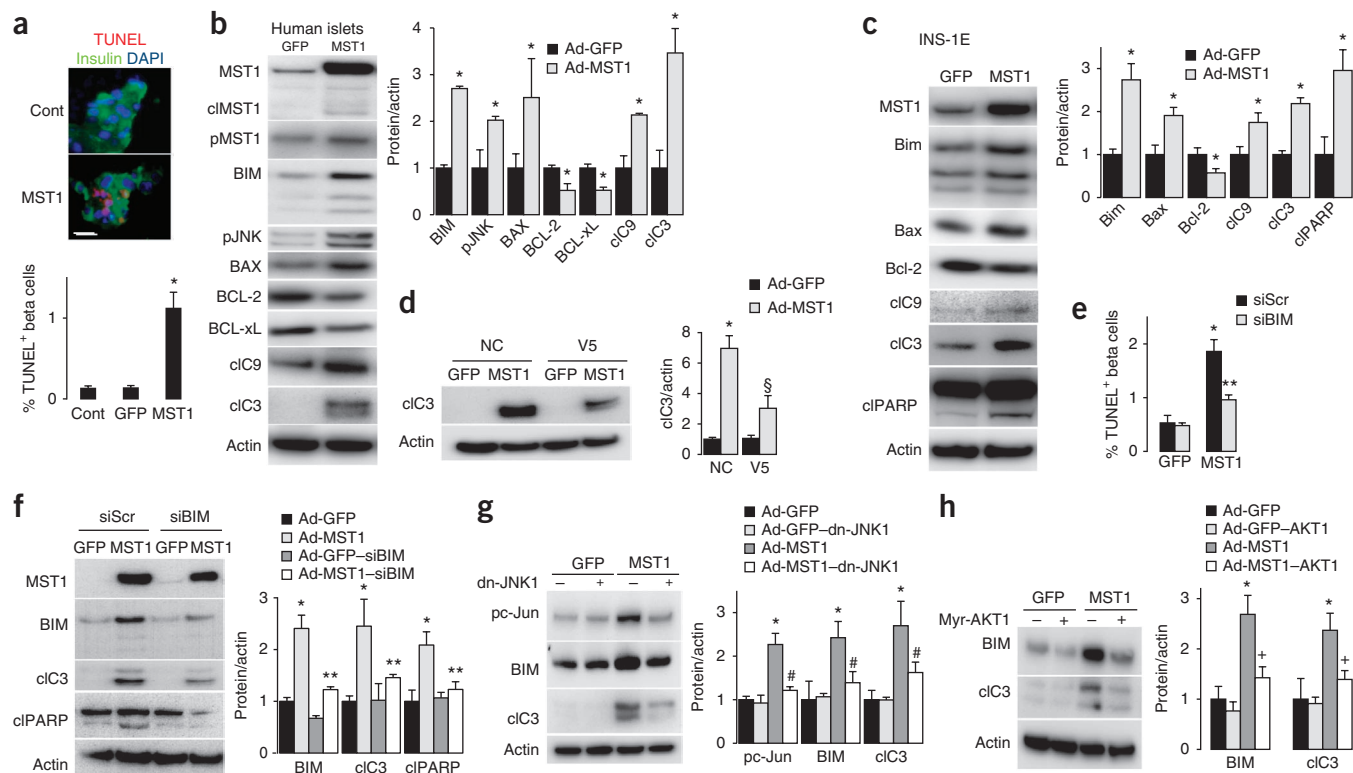 a
TUNEL
Insulin DAPI
Cont
MST1
% TUNEL+ beta cells
1
0
Cont GFP MST1
*
b
Human islets
GFP MST1
MST1
clMST1
pMST1
BIM
pJNK
BAX
BCL-2
BCL-xL
clC9
clC3
Actin
Ad-GFP
Ad-MST1
Protein/actin
4
3
2
1
0
* * * * * * *
BIM pJNK BAX BCL-2 BCL-xL clC9 clC3
c
INS-1E
GFP MST1
MST1
Bim
Bax
Bcl-2
clC9
clC3
clPARP
Actin
Ad-GFP
Ad-MST1
Protein/actin
4
3
2
1
0
* * * * * *
Bim Bax Bcl-2 clC9 clC3 clPARP
d
NC V5
GFP MST1 GFP MST1
clC3
Actin
Ad-GFP
Ad-MST1
clC3/actin
8
6
4
2
0
* §
NC V5
e
siScr
siBIM
% TUNEL+ beta cells
2
1
0
* **
GFP MST1
f
siScr siBIM
GFP MST1 GFP MST1
MST1
BIM
clC3
clPARP
Actin
Ad-GFP
Ad-MST1
Ad-GFP–siBIM
Ad-MST1–siBIM
Protein/actin
3
2
1
0
* ** * ** * **
BIM clC3 clPARP
g
GFP MST1
dn-JNK1 – + – +
pc-Jun
BIM
clC3
Actin
Ad-GFP
Ad-GFP–dn-JNK1
Ad-MST1
Ad-MST1–dn-JNK1
Protein/actin
3
2
1
0
* # * # * #
pc-Jun BIM clC3
h
GFP MST1
Myr-AKT1 – + – +
BIM
clC3
Actin
Ad-GFP
Ad-GFP–AKT1
Ad-MST1
Ad-MST1–AKT1
Protein/actin
3
2
1
0
* + * +
BIM clC3